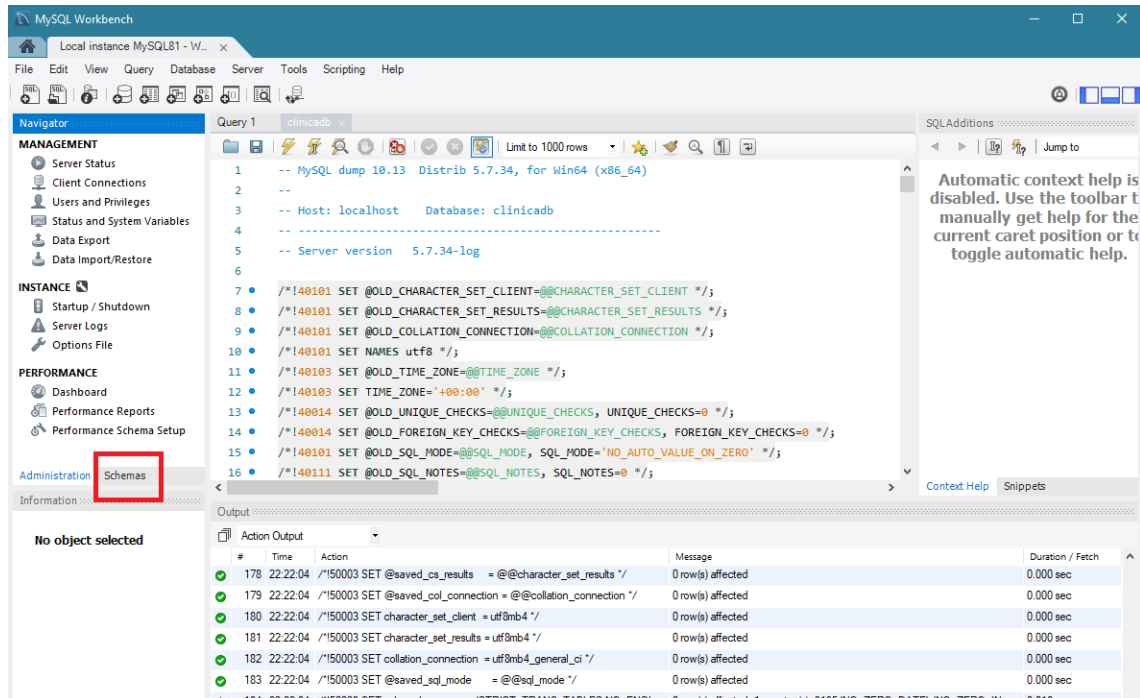 MySQL Workbench
Local instance MySQL81 - W...
File Edit View Query Database Server Tools Scripting Help
Navigator
MANAGEMENT
Server Status
Client Connections
Users and Privileges
Status and System Variables
Data Export
Data Import/Restore
INSTANCE
Startup / Shutdown
Server Logs
Options File
PERFORMANCE
Dashboard
Performance Reports
Performance Schema Setup
Administration Schemas
Information
No object selected
Query 1 clinicadb
Limit to 1000 rows
1 -- MySQL dump 10.13 Distrib 5.7.34, for Win64 (x86_64)
2 --
3 -- Host: localhost    Database: clinicadb
4 -- ------------------------------------------------------
5 -- Server version 5.7.34-log
6
7 /*!40101 SET @OLD_CHARACTER_SET_CLIENT=@@CHARACTER_SET_CLIENT */;
8 /*!40101 SET @OLD_CHARACTER_SET_RESULTS=@@CHARACTER_SET_RESULTS */;
9 /*!40101 SET @OLD_COLLATION_CONNECTION=@@COLLATION_CONNECTION */;
10 /*!40101 SET NAMES utf8 */;
11 /*!40103 SET @OLD_TIME_ZONE=@@TIME_ZONE */;
12 /*!40103 SET TIME_ZONE='+00:00' */;
13 /*!40014 SET @OLD_UNIQUE_CHECKS=@@UNIQUE_CHECKS, UNIQUE_CHECKS=0 */;
14 /*!40014 SET @OLD_FOREIGN_KEY_CHECKS=@@FOREIGN_KEY_CHECKS, FOREIGN_KEY_CHECKS=0 */;
15 /*!40101 SET @OLD_SQL_MODE=@@SQL_MODE, SQL_MODE='NO_AUTO_VALUE_ON_ZERO' */;
16 /*!40111 SET @OLD_SQL_NOTES=@@SQL_NOTES, SQL_NOTES=0 */;
SQLAdditions
Jump to
Automatic context help is
disabled. Use the toolbar t
manually get help for the
current caret position or to
toggle automatic help.
Context Help Snippets
Output
Action Output
# Time Action Message Duration / Fetch
178 22:22:04 /*!50003 SET @saved_cs_results = @@character_set_results */ 0 row(s) affected 0.000 sec
179 22:22:04 /*!50003 SET @saved_col_connection = @@collation_connection */ 0 row(s) affected 0.000 sec
180 22:22:04 /*!50003 SET character_set_client = utf8mb4 */ 0 row(s) affected 0.000 sec
181 22:22:04 /*!50003 SET character_set_results = utf8mb4 */ 0 row(s) affected 0.000 sec
182 22:22:04 /*!50003 SET collation_connection = utf8mb4_general_ci */ 0 row(s) affected 0.000 sec
183 22:22:04 /*!50003 SET @saved_sql_mode = @@sql_mode */ 0 row(s) affected 0.000 sec